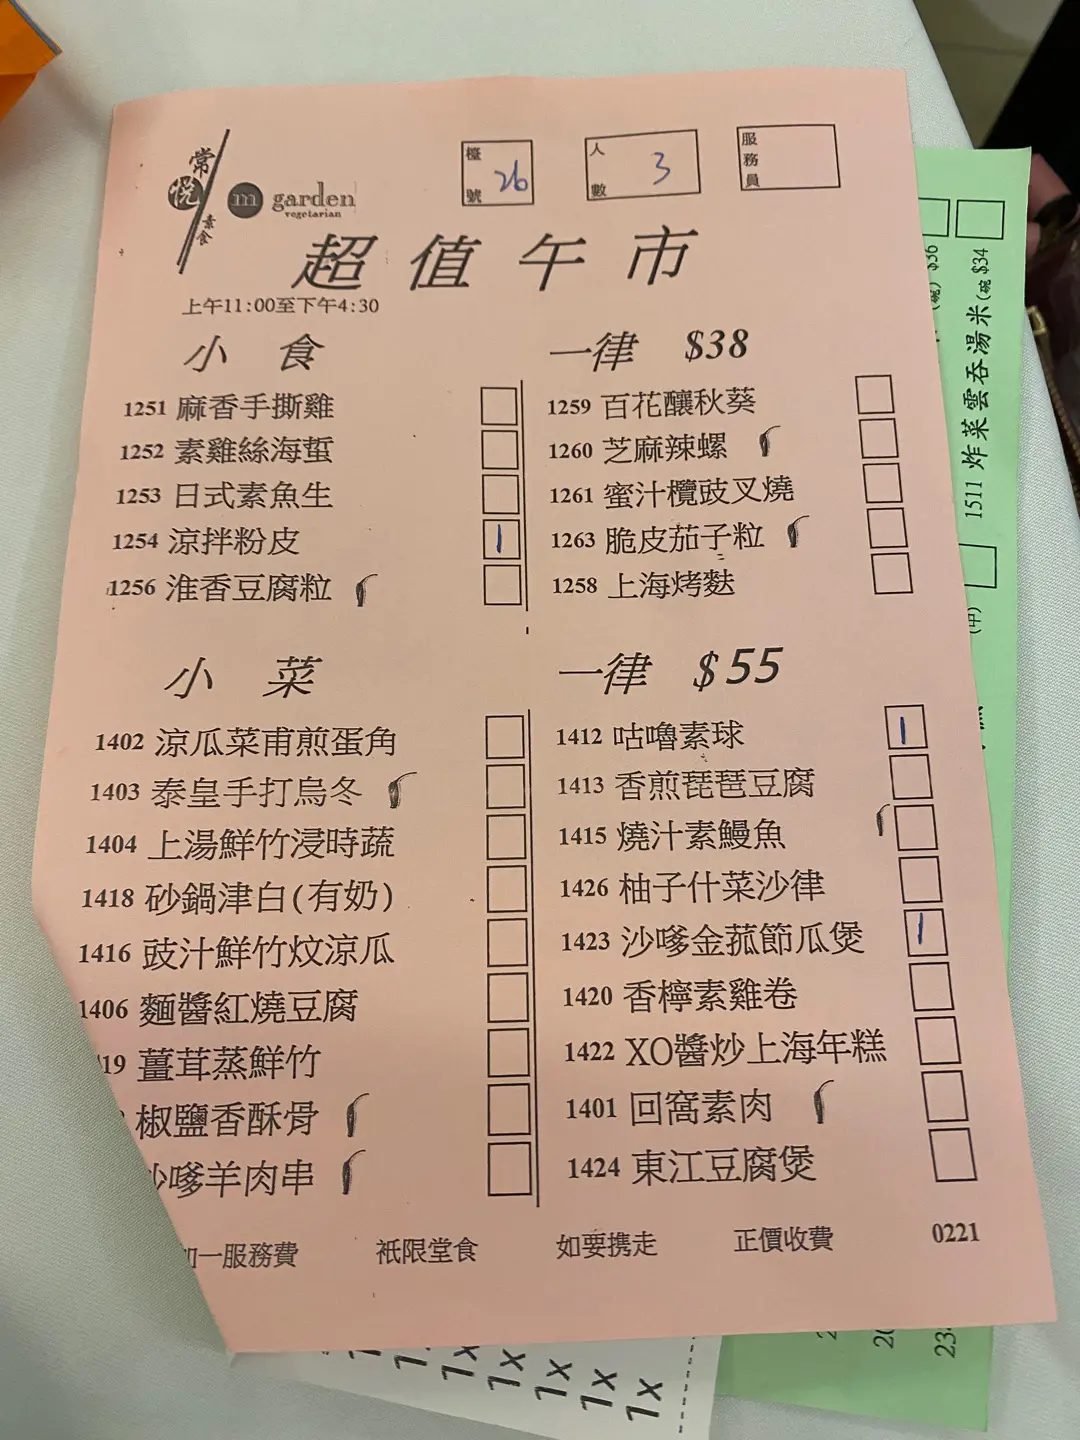 常悅素食
m garden
vegetarian
檯號 26
人數 3
服務員
超值午市
上午11:00至下午4:30
小食 一律 $38
1251 麻香手撕雞
1252 素雞絲海蜇
1253 日式素魚生
1254 涼拌粉皮 1
1256 淮香豆腐粒
1259 百花釀秋葵
1260 芝麻辣螺
1261 蜜汁欖豉叉燒
1263 脆皮茄子粒
1258 上海烤麩
小菜 一律 $55
1402 涼瓜菜甫煎蛋角
1403 泰皇手打烏冬
1404 上湯鮮竹浸時蔬
1418 砂鍋津白(有奶)
1416 豉汁鮮竹炆涼瓜
1406 麵醬紅燒豆腐
19 薑茸蒸鮮竹
椒鹽香酥骨
嗲羊肉串
1412 咕嚕素球 1
1413 香煎琵琶豆腐
1415 燒汁素鰻魚
1426 柚子什菜沙律
1423 沙嗲金菰節瓜煲 1
1420 香檸素雞卷
1422 XO醬炒上海年糕
1401 回窩素肉
1424 東江豆腐煲
一服務費 祇限堂食 如要携走 正價收費 0221
(碗) $36
1511 炸菜雲吞湯米(碗 $34
1x
1x
1x
1x
1x